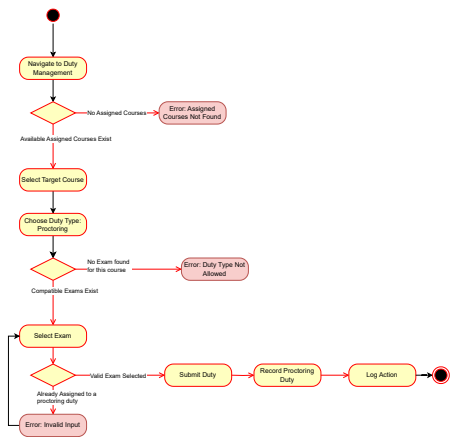 Navigate to Duty
Management
No Assigned Courses
Error: Assigned
Courses Not Found
Available Assigned Courses Exist
Select Target Course
Choose Duty Type:
Proctoring
No Exam found
for this course
Error: Duty Type Not
Allowed
Compatible Exams Exist
Select Exam
Valid Exam Selected
Submit Duty
Record Proctoring
Duty
Log Action
Already Assigned to a
proctoring duty
Error: Invalid Input